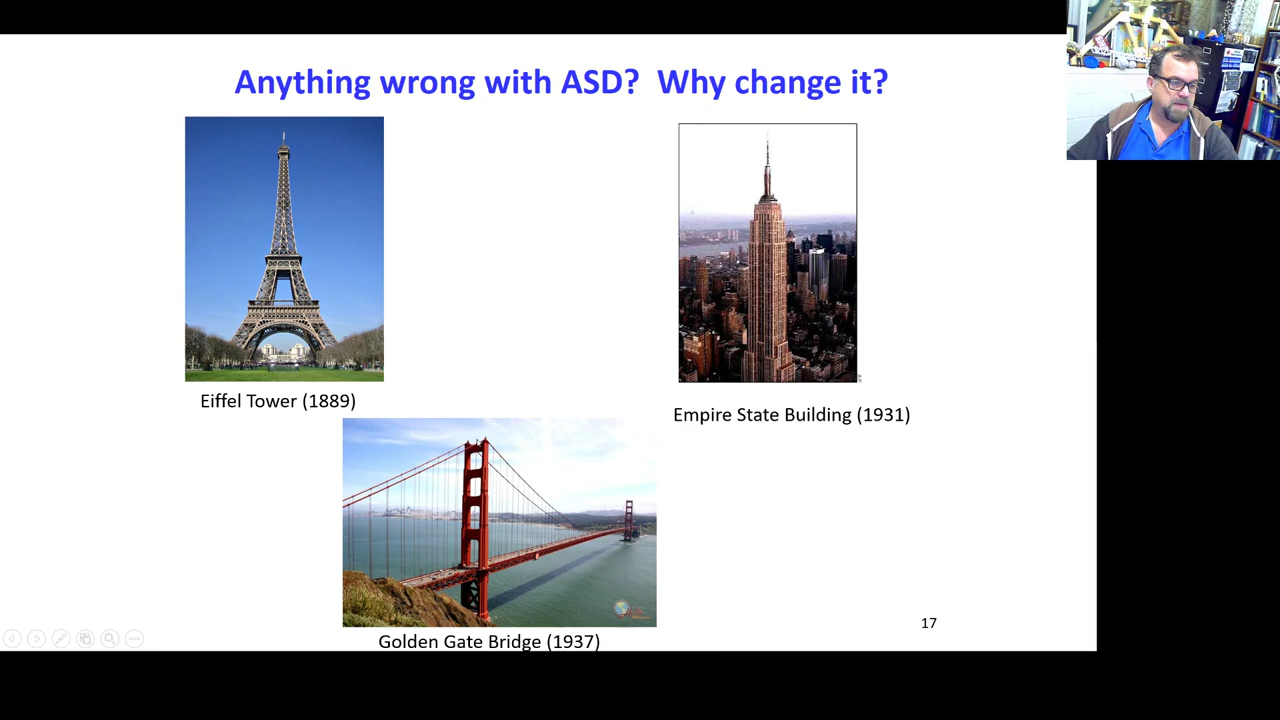 Anything wrong with ASD?  Why change it?
Eiffel Tower (1889)
Empire State Building (1931)
Golden Gate Bridge (1937)
17